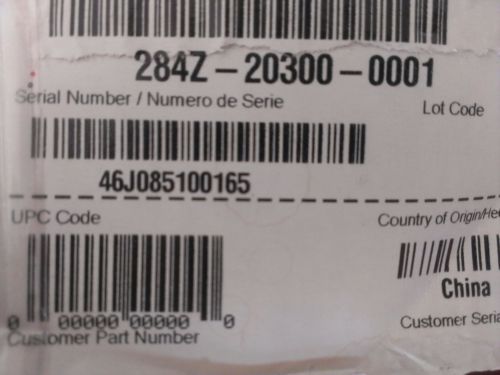 284Z-20300-0001
Serial Number / Numero de Serie
Lot Code
46J085100165
UPC Code
Country of Origin/He
0 00000 00000 0
China
Customer Part Number
Customer Seria